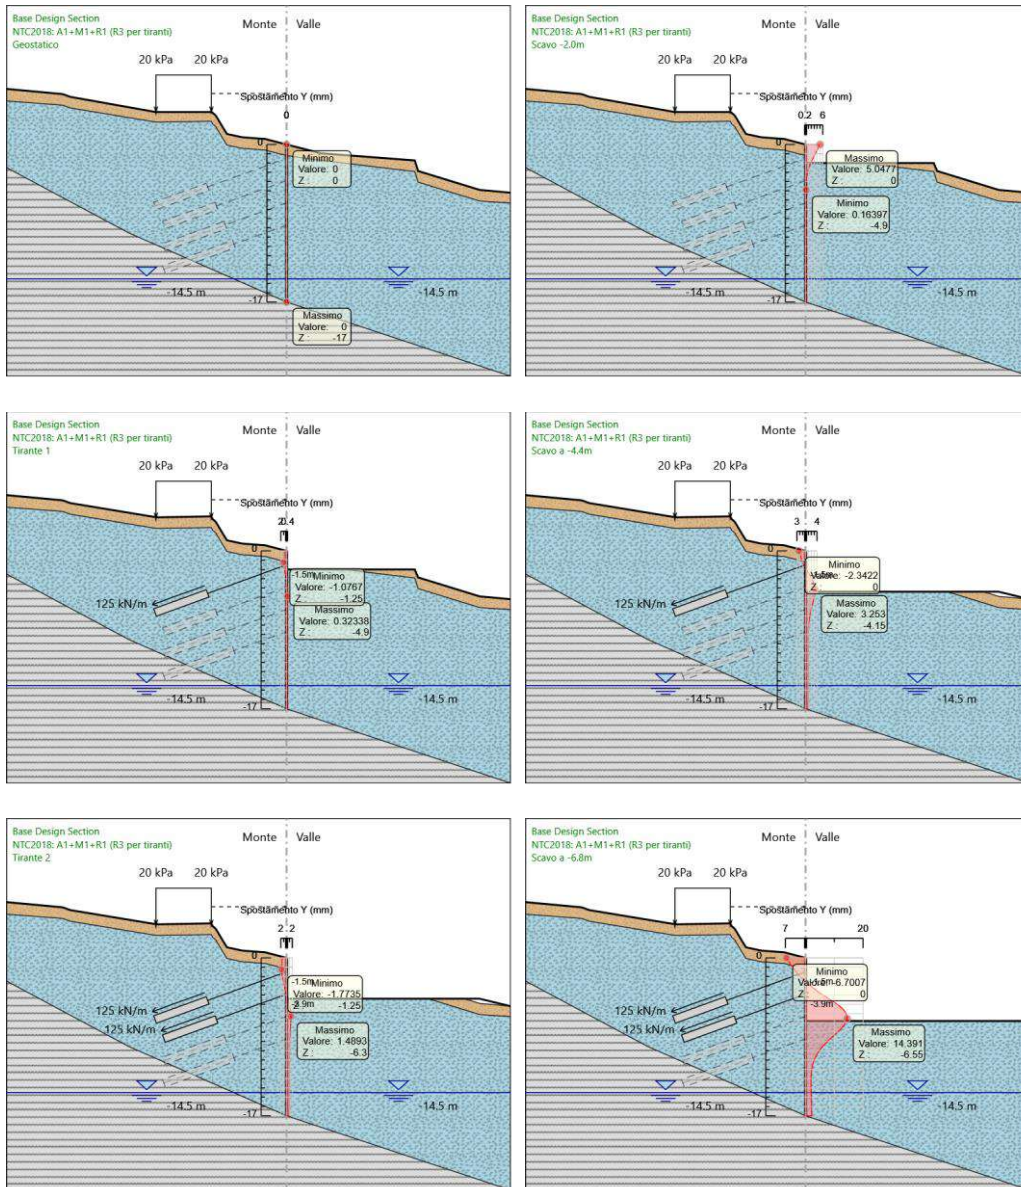 Base Design Section
NTC2018: A1+M1+R1 (R3 per tiranti)
Geostatico
Monte Valle
20 kPa 20 kPa
Spostamento Y (mm)
0
0
Minimo
Valore: 0
Z : 0
-14.5 m -14.5 m
-17
Massimo
Valore: 0
Z : -17
Base Design Section
NTC2018: A1+M1+R1 (R3 per tiranti)
Scavo -2.0m
Monte Valle
20 kPa 20 kPa
Spostamento Y (mm)
0.2 6
0
Massimo
Valore: 5.0477
Z : 0
Minimo
Valore: 0.16397
Z : -4.9
-14.5 m -14.5 m
-17
Base Design Section
NTC2018: A1+M1+R1 (R3 per tiranti)
Tirante 1
Monte Valle
20 kPa 20 kPa
Spostamento Y (mm)
0.4
0
-1.5m
Minimo
Valore: -1.0767
Z : -1.25
125 kN/m
Massimo
Valore: 0.32338
Z : -4.9
-14.5 m -14.5 m
-17
Base Design Section
NTC2018: A1+M1+R1 (R3 per tiranti)
Scavo a -4.4m
Monte Valle
20 kPa 20 kPa
Spostamento Y (mm)
3 4
0
Minimo
Valore: -2.3422
Z : 0
125 kN/m
Massimo
Valore: 3.253
Z : -4.15
-14.5 m -14.5 m
-17
Base Design Section
NTC2018: A1+M1+R1 (R3 per tiranti)
Tirante 2
Monte Valle
20 kPa 20 kPa
Spostamento Y (mm)
2 2
0
-1.5m
Minimo
Valore: -1.7735
-3.9m
-1.25
125 kN/m
125 kN/m
Massimo
Valore: 1.4893
Z : -6.3
-14.5 m -14.5 m
-17
Base Design Section
NTC2018: A1+M1+R1 (R3 per tiranti)
Scavo a -6.8m
Monte Valle
20 kPa 20 kPa
Spostamento Y (mm)
7 20
0
Minimo
-6.7007
Z : 0
-3.9m
125 kN/m
125 kN/m
Massimo
Valore: 14.391
Z : -6.55
-14.5 m -14.5 m
-17